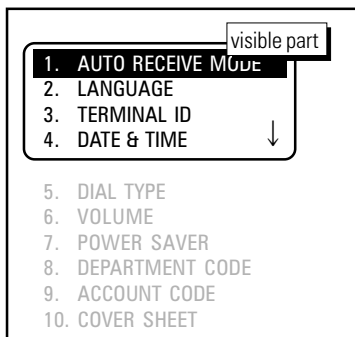 visible part
1. AUTO RECEIVE MODE
2. LANGUAGE
3. TERMINAL ID
4. DATE & TIME ↓
5. DIAL TYPE
6. VOLUME
7. POWER SAVER
8. DEPARTMENT CODE
9. ACCOUNT CODE
10. COVER SHEET